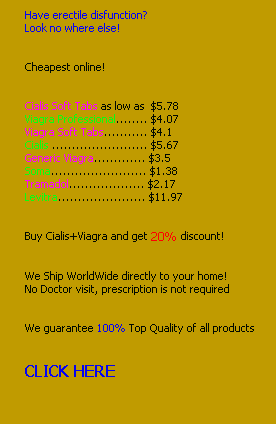 Have erectile disfunction?
Look no where else!
Cheapest online!
Cialis Soft Tabs as low as $5.78
Viagra Professional........ $4.07
Viagra Soft Tabs........... $4.1
......................... $5.67
Generic Viagra............. $3.5
........................ $1.38
Tramadol................... $2.17
Levitra...................... $11.97
Buy Cialis+Viagra and get 20% discount!
We Ship WorldWide directly to your home!
No Doctor visit, prescription is not required
We guarantee 100% Top Quality of all products
CLICK HERE